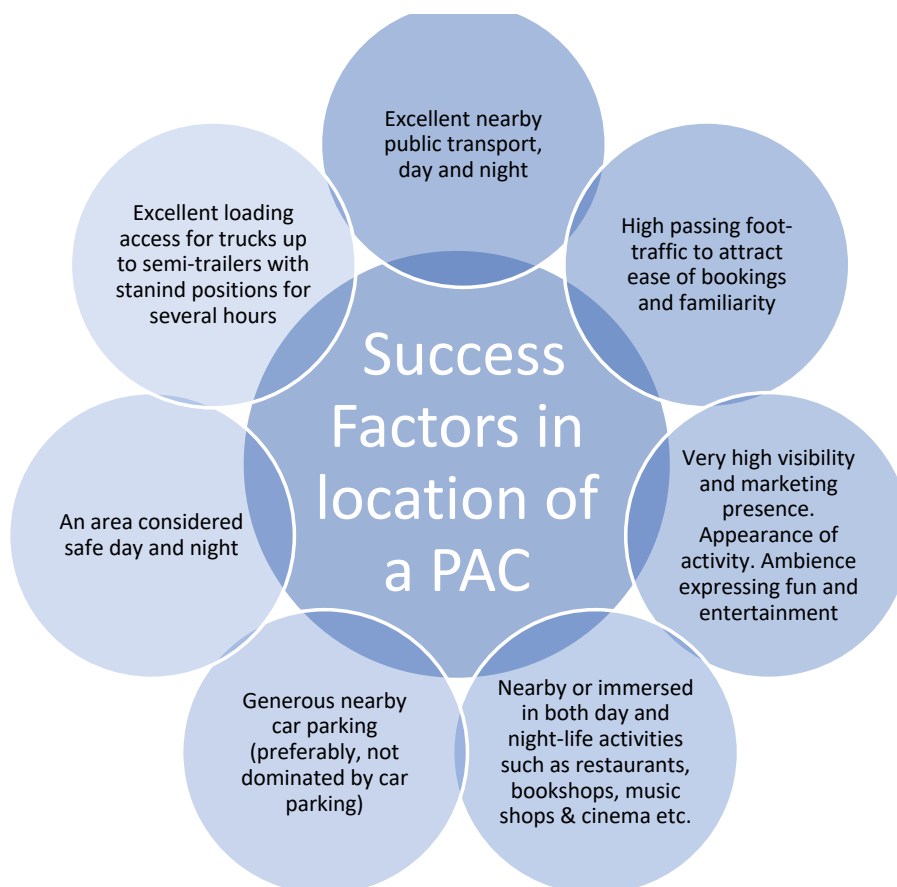 Excellent nearby
public transport,
day and night
High passing foot-
traffic to attract
ease of bookings
and familiarity
Very high visibility
and marketing
presence.
Appearance of
activity. Ambience
expressing fun and
entertainment
Nearby or immersed
in both day and
night-life activities
such as restaurants,
bookshops, music
shops & cinema etc.
Generous nearby
car parking
(preferably, not
dominated by car
parking)
An area considered
safe day and night
Excellent loading
access for trucks up
to semi-trailers with
stanind positions for
several hours
Success
Factors in
location of
a PAC